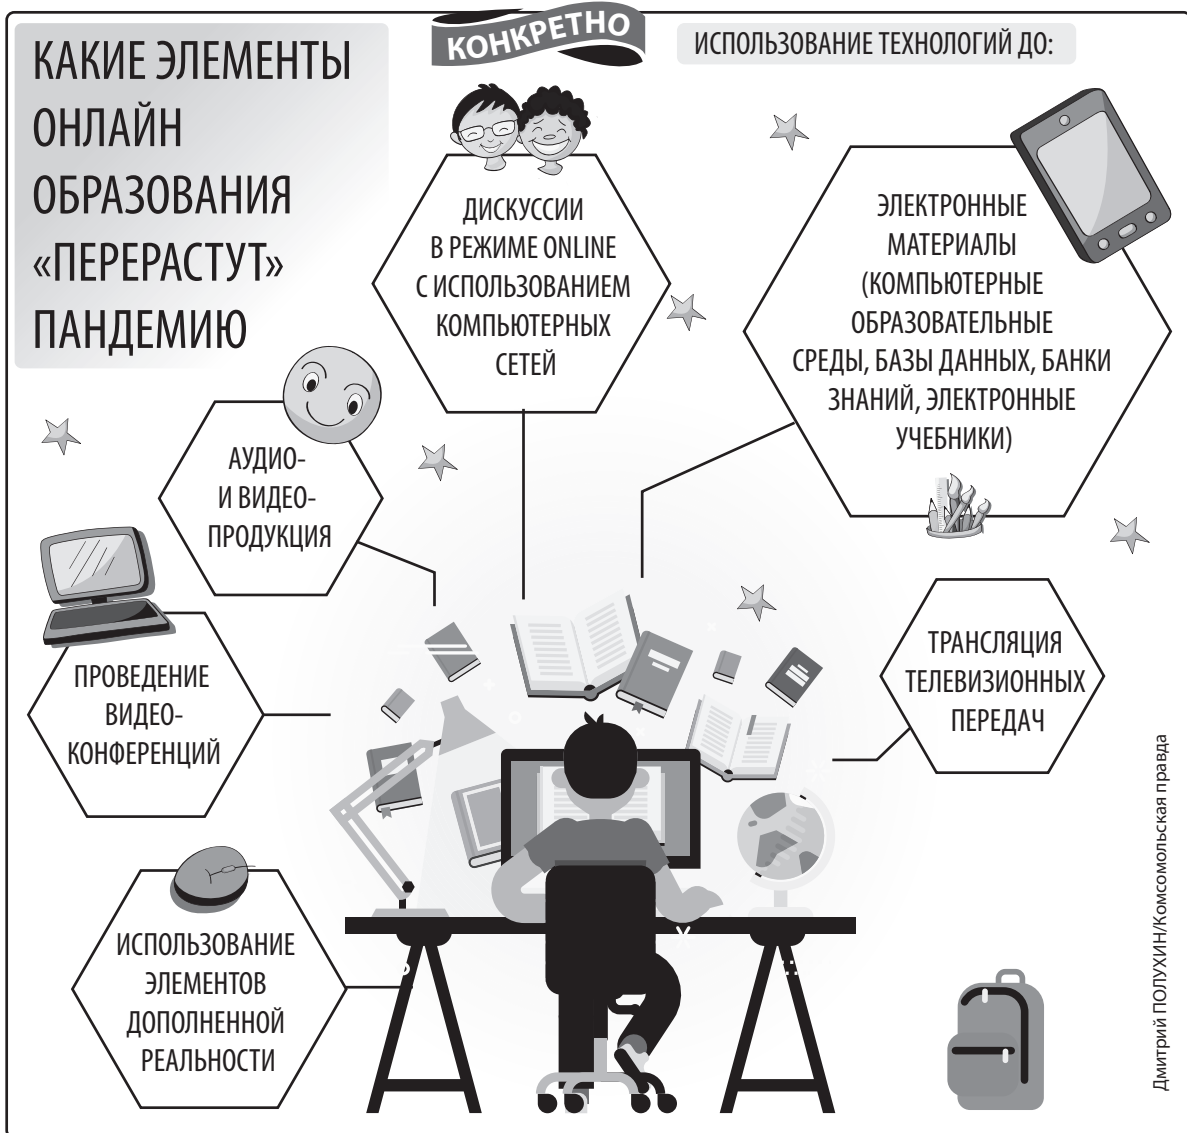 КОНКРЕТНО
КАКИЕ ЭЛЕМЕНТЫ
ОНЛАЙН
ОБРАЗОВАНИЯ
«ПЕРЕРАСТУТ»
ПАНДЕМИЮ
ИСПОЛЬЗОВАНИЕ ТЕХНОЛОГИЙ ДО:
ДИСКУССИИ
В РЕЖИМЕ ONLINE
С ИСПОЛЬЗОВАНИЕМ
КОМПЬЮТЕРНЫХ
СЕТЕЙ
ЭЛЕКТРОННЫЕ
МАТЕРИАЛЫ
(КОМПЬЮТЕРНЫЕ
ОБРАЗОВАТЕЛЬНЫЕ
СРЕДЫ, БАЗЫ ДАННЫХ, БАНКИ
ЗНАНИЙ, ЭЛЕКТРОННЫЕ
УЧЕБНИКИ)
АУДИО-
И ВИДЕО-
ПРОДУКЦИЯ
ПРОВЕДЕНИЕ
ВИДЕО-
КОНФЕРЕНЦИЙ
ТРАНСЛЯЦИЯ
ТЕЛЕВИЗИОННЫХ
ПЕРЕДАЧ
ИСПОЛЬЗОВАНИЕ
ЭЛЕМЕНТОВ
ДОПОЛНЕННОЙ
РЕАЛЬНОСТИ
Дмитрий ПОЛУХИН/Комсомольская правда